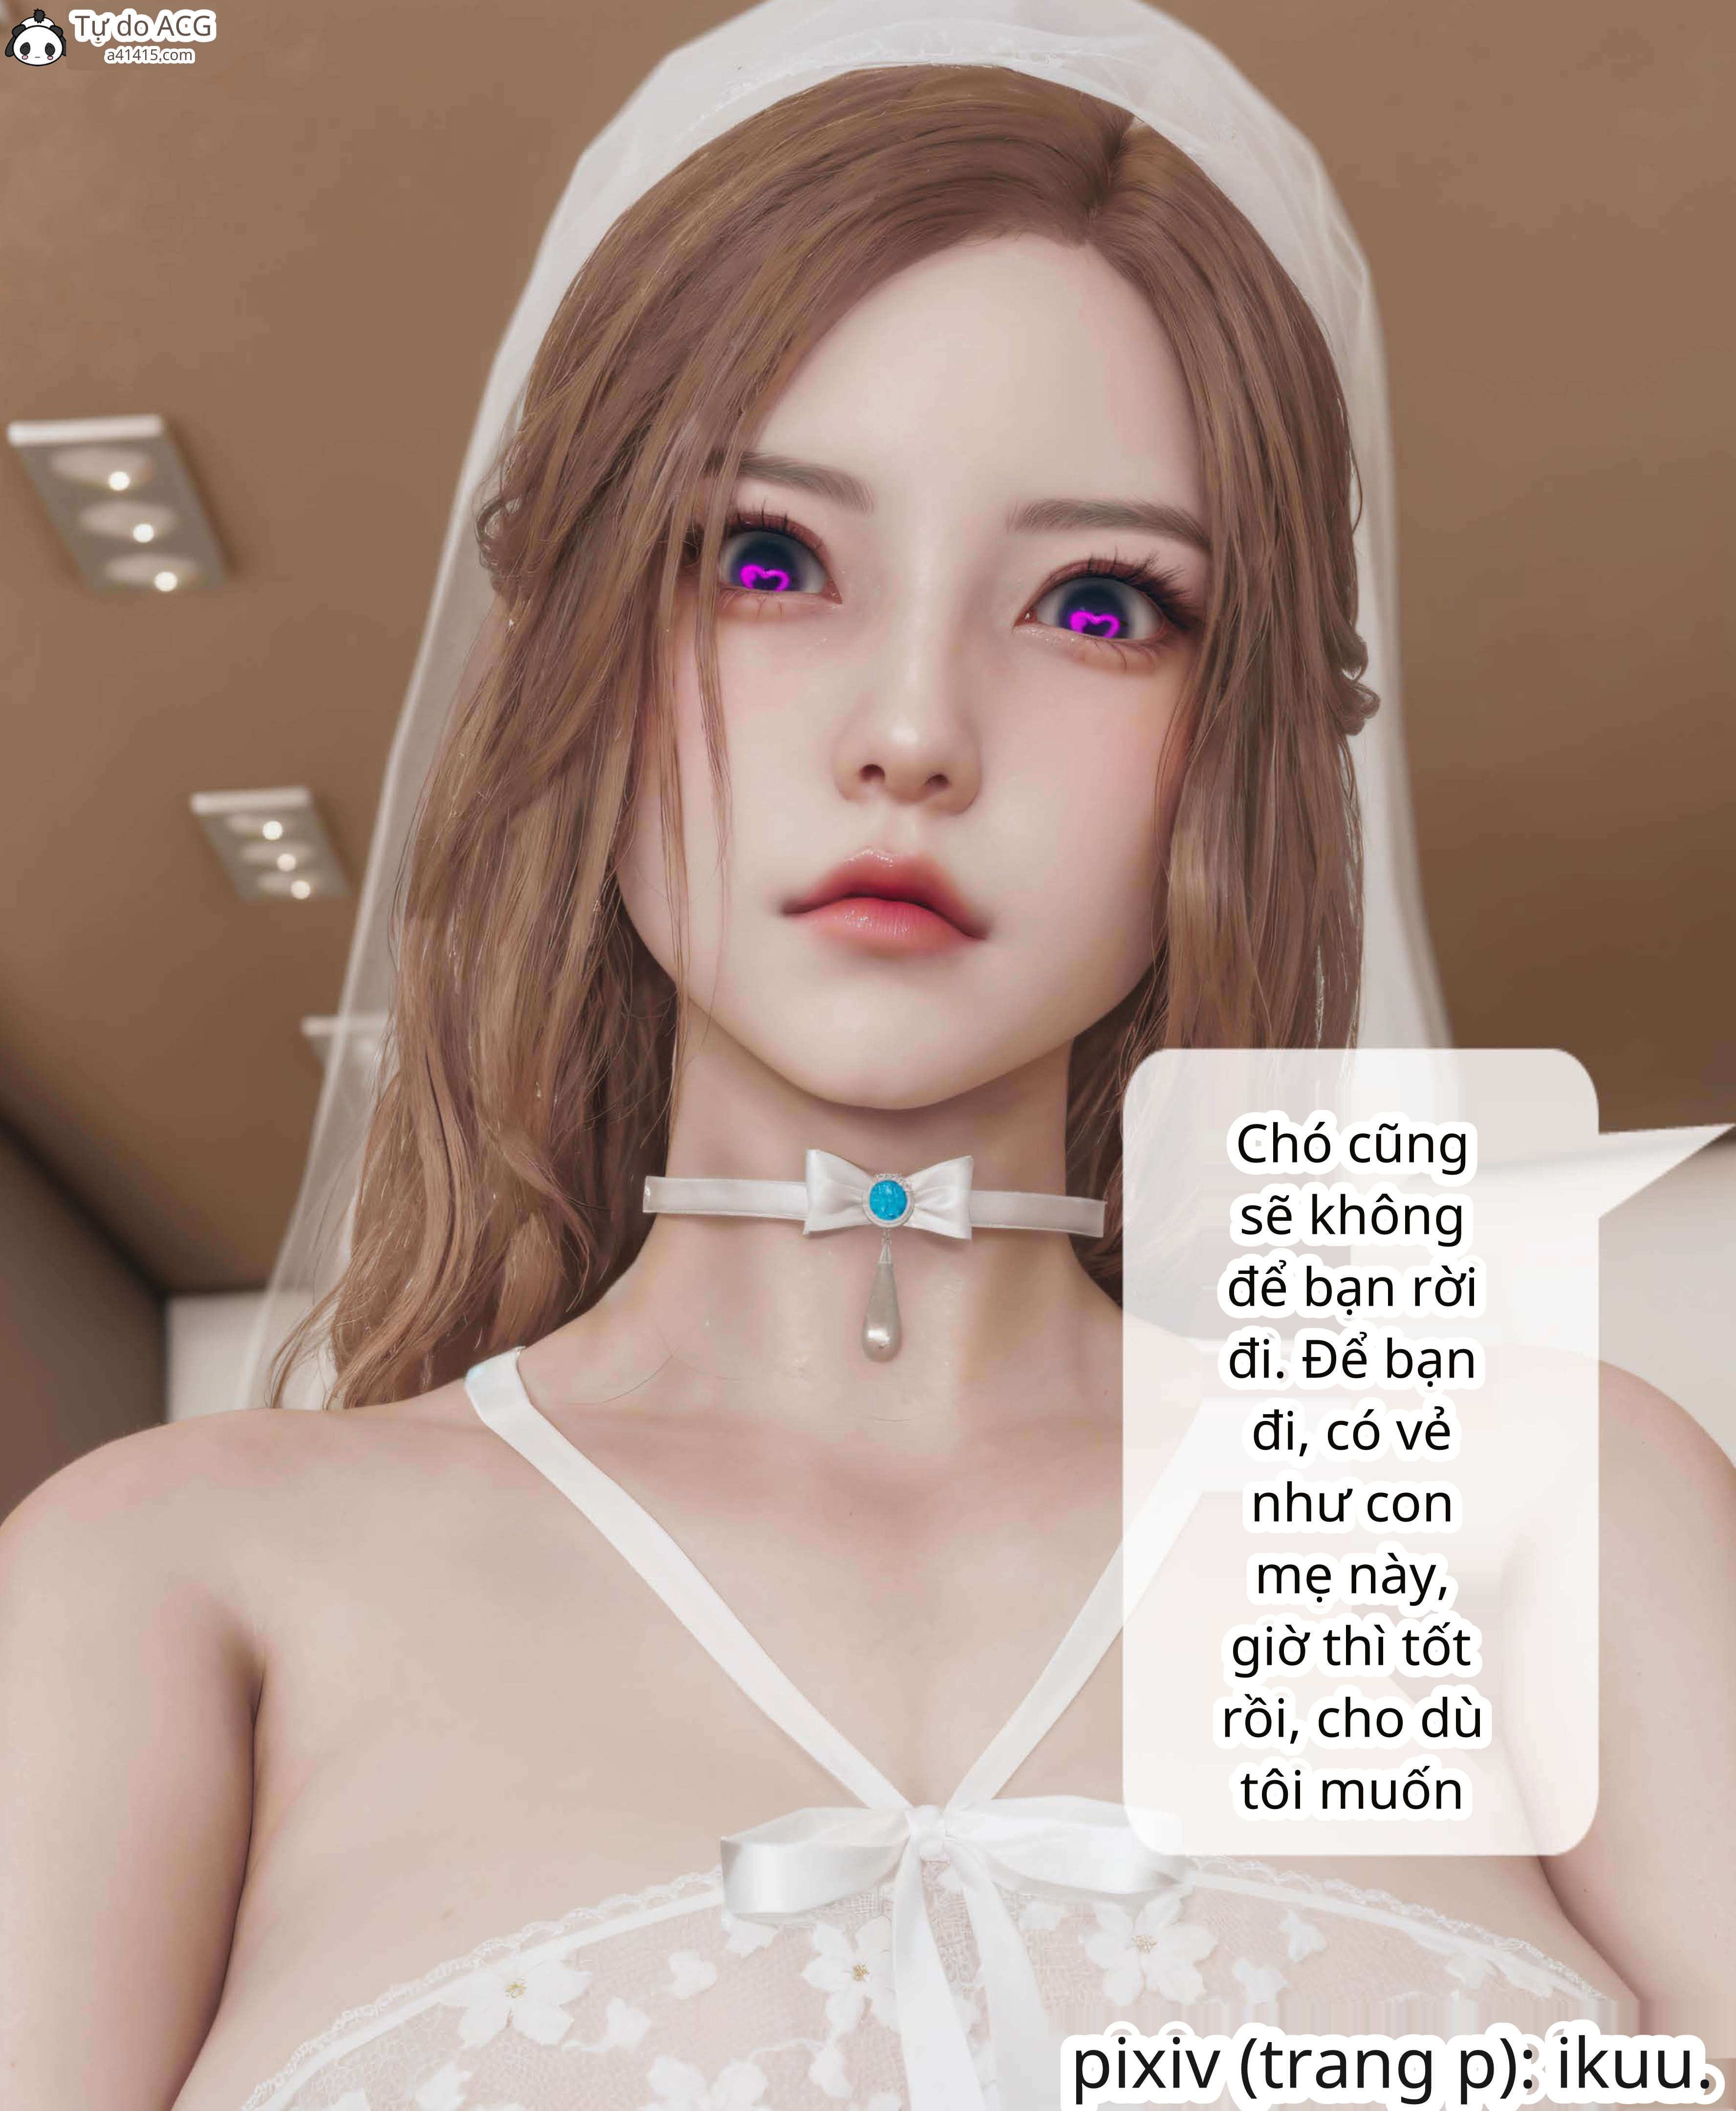 Tự do ACG
a41415.com
Chó cũng
sẽ không
để bạn rời
đi. Để bạn
đi, có vẻ
như con
mẹ này,
giờ thì tốt
rồi, cho dù
tôi muốn
pixiv (trang p): ikuu.